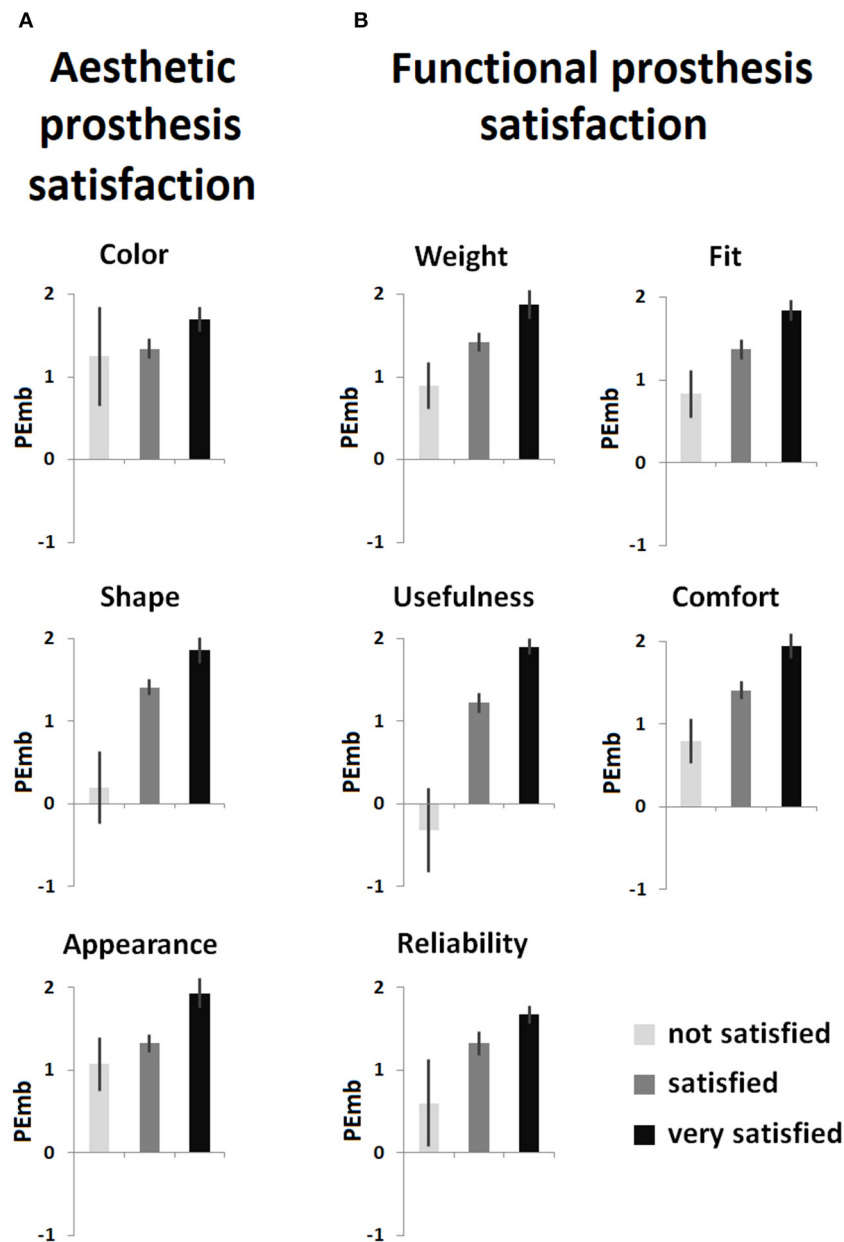 A
Aesthetic
prosthesis
satisfaction
B
Functional prosthesis
satisfaction
Color
2
1
0
-1
PEmb
Weight
2
1
0
-1
PEmb
Fit
2
1
0
-1
PEmb
Shape
2
1
0
-1
Usefulness
2
1
0
-1
Comfort
2
1
0
-1
PEmb
Appearance
2
1
0
-1
PEmb
Reliability
2
1
0
-1
PEmb
not satisfied
satisfied
very satisfied